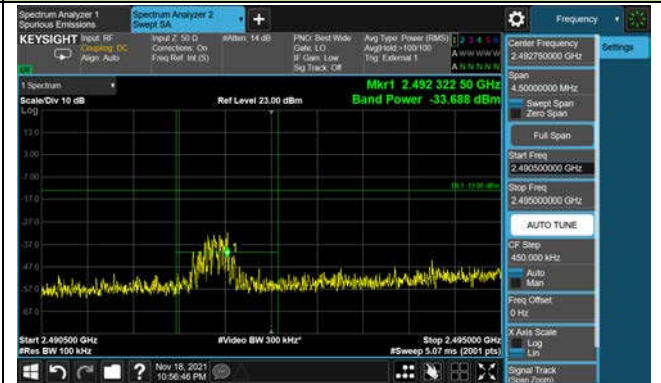 Spectrum Analyzer 1
Spurious Emissions
Spectrum Analyzer 2
Swept SA
Frequency
KEYSIGHT
Input: RF
Coupling: DC
Align: Auto
Input Z: 50 Ω
Corrections: On
Freq Ref: Int (S)
#Atten: 14 dB
PNO: Best Wide
Gate: LO
IF Gain: Low
Sig Track: Off
Avg Type: Power (RMS)
Avg|Hold:>100/100
Trig: External 1
1 2 3 4 5 6
A W W W W W
A N N N N N
1 Spectrum
Scale/Div 10 dB
Log
Ref Level 23.00 dBm
Mkr1 2.492 322 50 GHz
Band Power -33.688 dBm
13.0
3.00
-7.00
-17.0
-27.0
-37.0
-47.0
-57.0
-67.0
1
Start 2.490500 GHz
#Res BW 100 kHz
#Video BW 300 kHz*
Stop 2.495000 GHz
#Sweep 5.07 ms (2001 pts)
Nov 18, 2021
10:56:46 PM
Center Frequency
2.492750000 GHz
Settings
Span
4.50000000 MHz
Swept Span
Zero Span
Full Span
Start Freq
2.490500000 GHz
Stop Freq
2.495000000 GHz
AUTO TUNE
CF Step
450.000 kHz
Auto
Man
Freq Offset
0 Hz
X Axis Scale
Log
Lin
Signal Track
(Span Zoom)